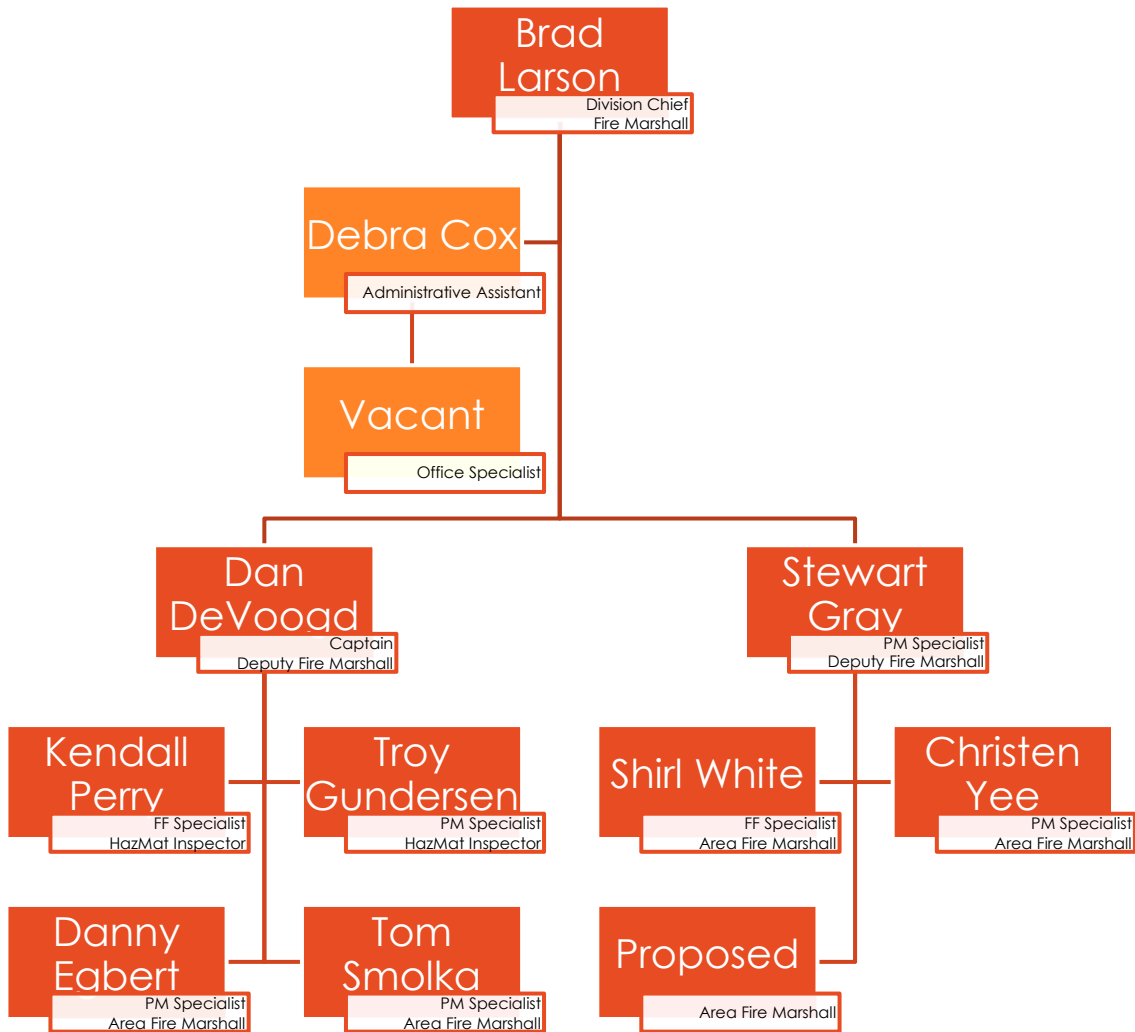 Brad
Larson
Division Chief
Fire Marshall
Debra Cox
Administrative Assistant
Vacant
Office Specialist
Dan
DeVoogd
Captain
Deputy Fire Marshall
Stewart
Gray
PM Specialist
Deputy Fire Marshall
Kendall
Perry
FF Specialist
HazMat Inspector
Troy
Gundersen
PM Specialist
HazMat Inspector
Shirl White
FF Specialist
Area Fire Marshall
Christen
Yee
PM Specialist
Area Fire Marshall
Danny
Egbert
PM Specialist
Area Fire Marshall
Tom
Smolka
PM Specialist
Area Fire Marshall
Proposed
Area Fire Marshall